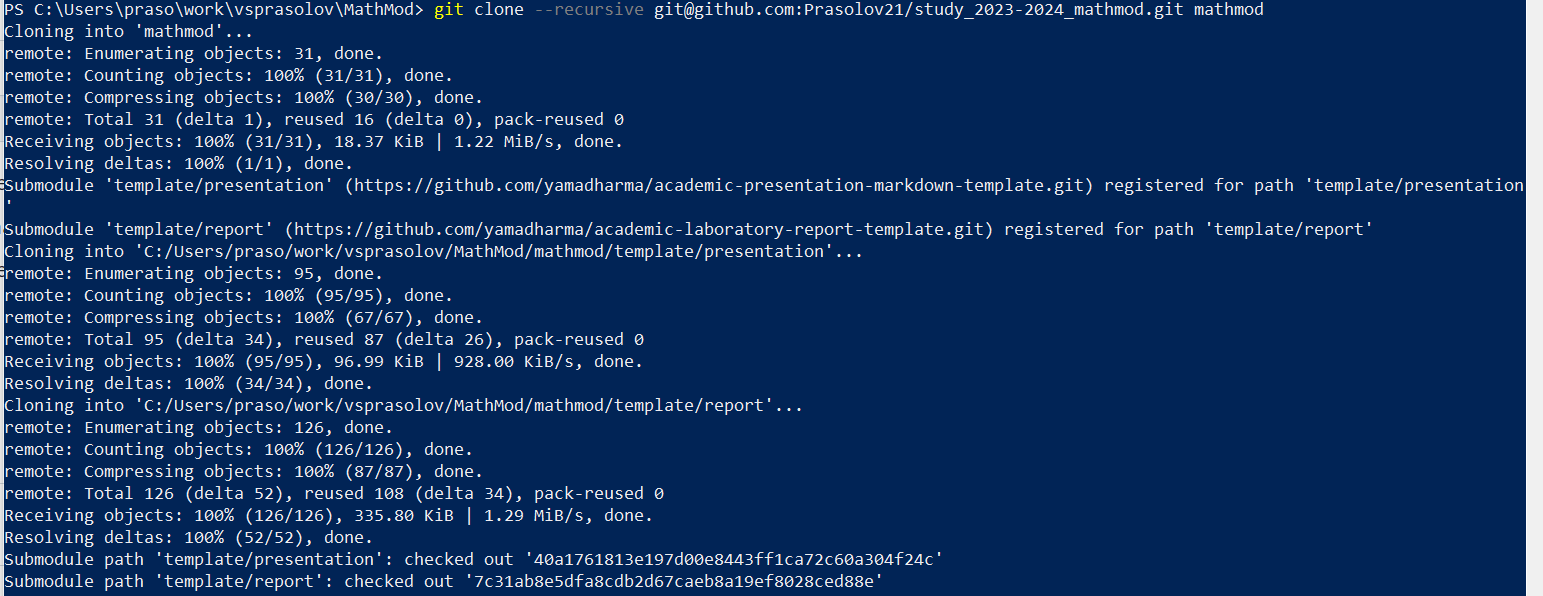 PS C:\Users\praso\work\vsprasolov\MathMod> git clone --recursive git@github.com:Prasolov21/study_2023-2024_mathmod.git mathmod
Cloning into 'mathmod'...
remote: Enumerating objects: 31, done.
remote: Counting objects: 100% (31/31), done.
remote: Compressing objects: 100% (30/30), done.
remote: Total 31 (delta 1), reused 16 (delta 0), pack-reused 0
Receiving objects: 100% (31/31), 18.37 KiB | 1.22 MiB/s, done.
Resolving deltas: 100% (1/1), done.
Submodule 'template/presentation' (https://github.com/yamadharma/academic-presentation-markdown-template.git) registered for path 'template/presentation
'
Submodule 'template/report' (https://github.com/yamadharma/academic-laboratory-report-template.git) registered for path 'template/report'
Cloning into 'C:/Users/praso/work/vsprasolov/MathMod/mathmod/template/presentation'...
remote: Enumerating objects: 95, done.
remote: Counting objects: 100% (95/95), done.
remote: Compressing objects: 100% (67/67), done.
remote: Total 95 (delta 34), reused 87 (delta 26), pack-reused 0
Receiving objects: 100% (95/95), 96.99 KiB | 928.00 KiB/s, done.
Resolving deltas: 100% (34/34), done.
Cloning into 'C:/Users/praso/work/vsprasolov/MathMod/mathmod/template/report'...
remote: Enumerating objects: 126, done.
remote: Counting objects: 100% (126/126), done.
remote: Compressing objects: 100% (87/87), done.
remote: Total 126 (delta 52), reused 108 (delta 34), pack-reused 0
Receiving objects: 100% (126/126), 335.80 KiB | 1.29 MiB/s, done.
Resolving deltas: 100% (52/52), done.
Submodule path 'template/presentation': checked out '40a1761813e197d00e8443ff1ca72c60a304f24c'
Submodule path 'template/report': checked out '7c31ab8e5dfa8cdb2d67caeb8a19ef8028ced88e'